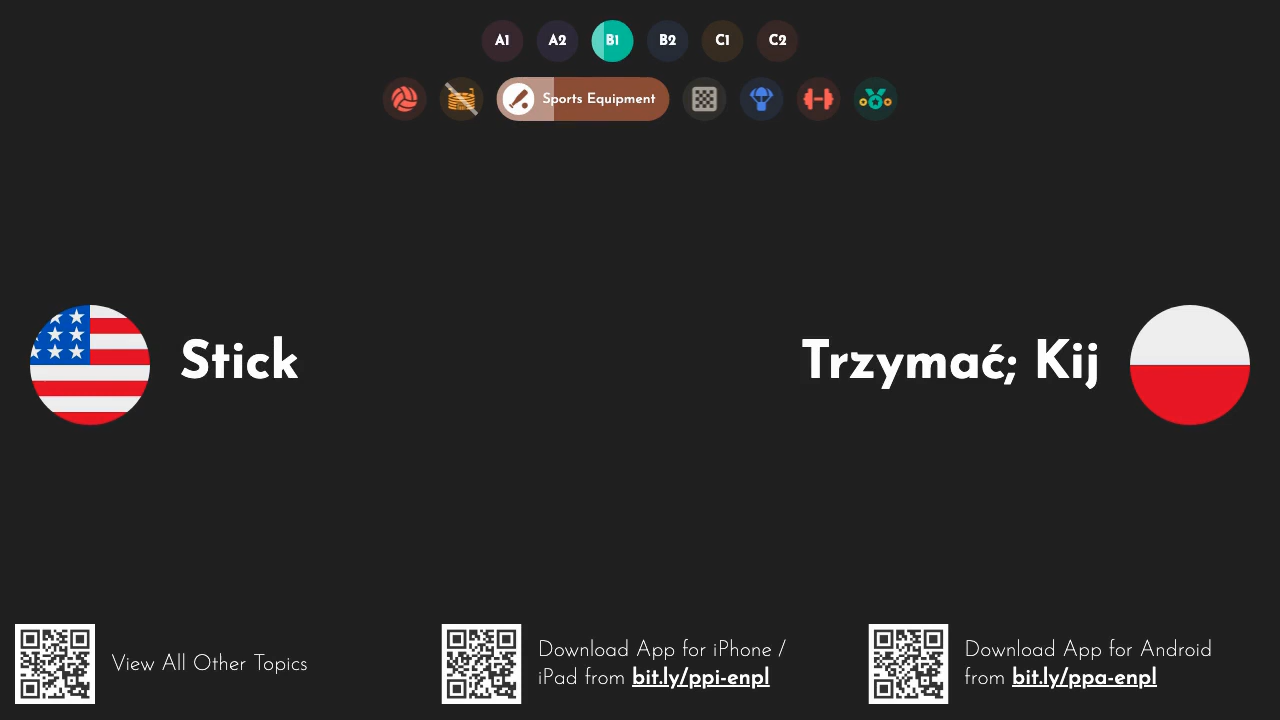 A1 A2 B1 B2 C1 C2
Sports Equipment
Stick
Trzymać; Kij
View All Other Topics
Download App for iPhone /
iPad from bit.ly/ppi-enpl
Download App for Android
from bit.ly/ppa-enpl